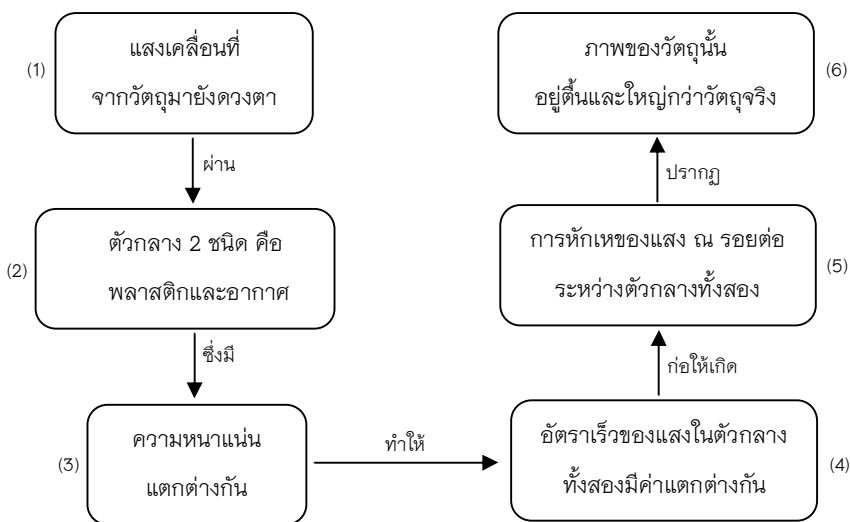 (1)
แสงเคลื่อนที่
จากวัตถุมายังดวงตา
ผ่าน
(2)
ตัวกลาง 2 ชนิด คือ
พลาสติกและอากาศ
ซึ่งมี
(3)
ความหนาแน่น
แตกต่างกัน
ทำให้
อัตราเร็วของแสงในตัวกลาง
ทั้งสองมีค่าแตกต่างกัน
(4)
ก่อให้เกิด
การหักเหของแสง ณ รอยต่อ
ระหว่างตัวกลางทั้งสอง
(5)
ปรากฏ
ภาพของวัตถุนั้น
อยู่ตื้นและใหญ่กว่าวัตถุจริง
(6)